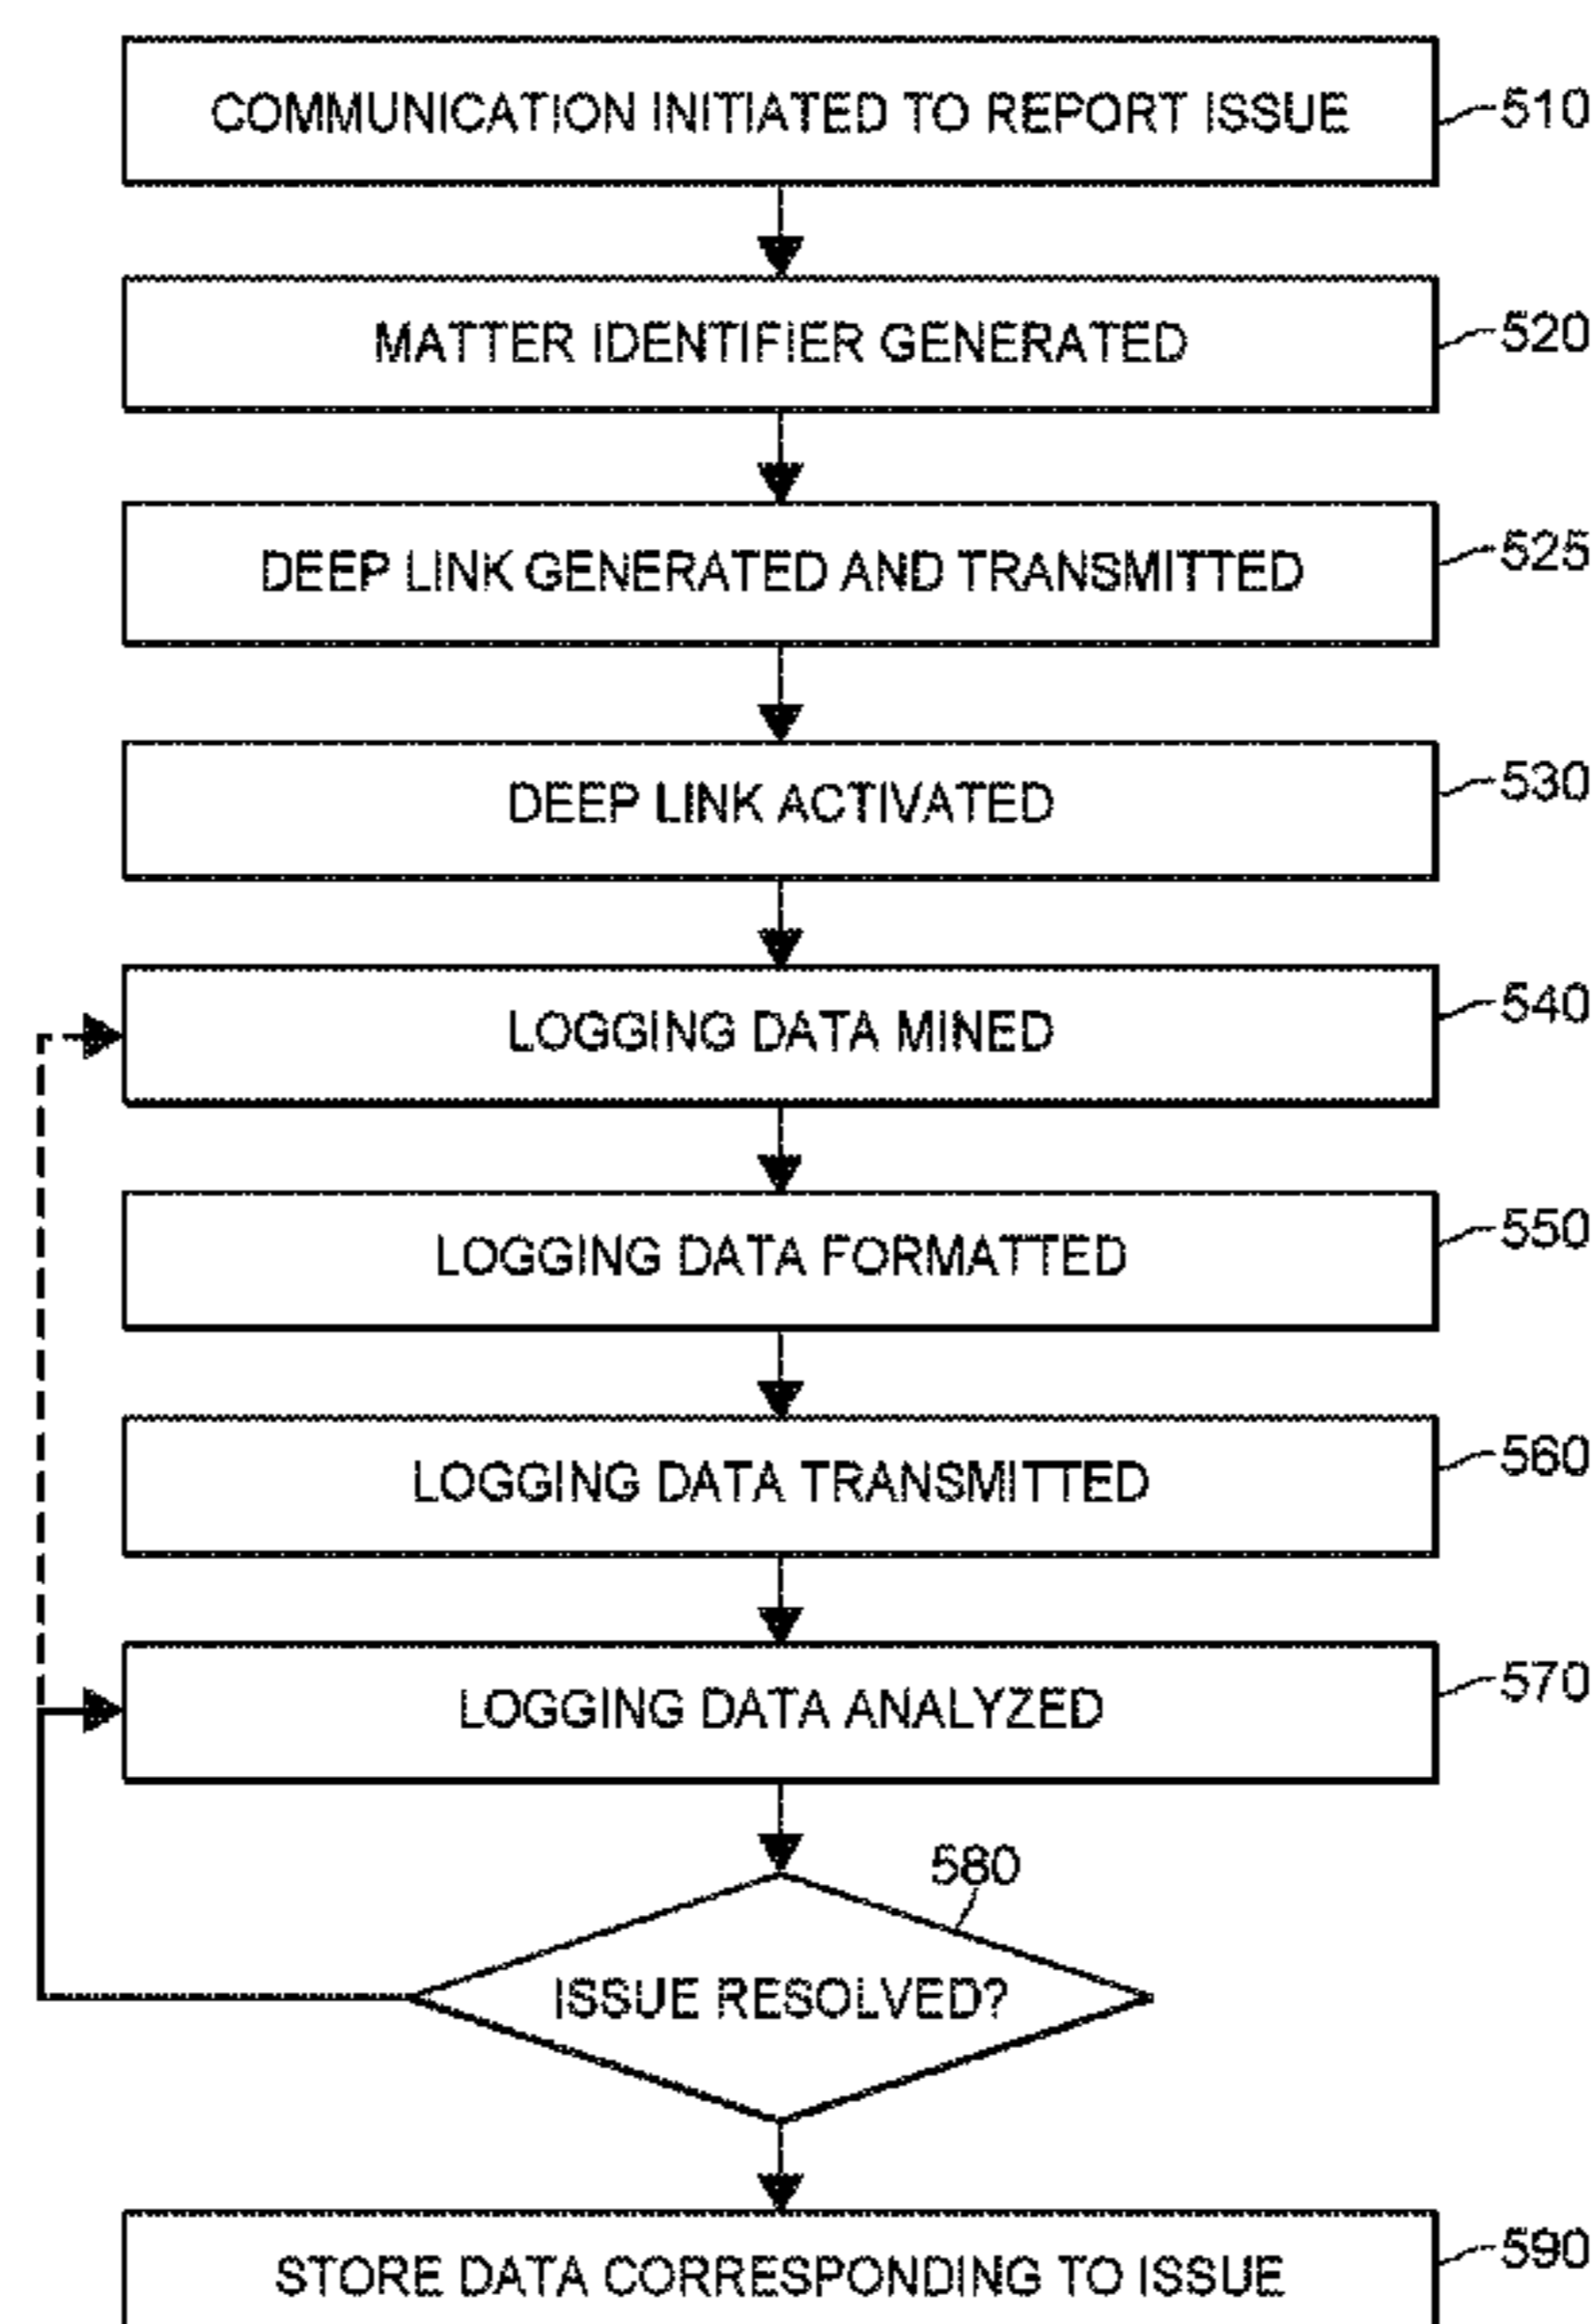 COMMUNICATION INITIATED TO REPORT ISSUE 510
MATTER IDENTIFIER GENERATED 520
DEEP LINK GENERATED AND TRANSMITTED 525
DEEP LINK ACTIVATED 530
LOGGING DATA MINED 540
LOGGING DATA FORMATTED 550
LOGGING DATA TRANSMITTED 560
LOGGING DATA ANALYZED 570
580
ISSUE RESOLVED?
STORE DATA CORRESPONDING TO ISSUE 590